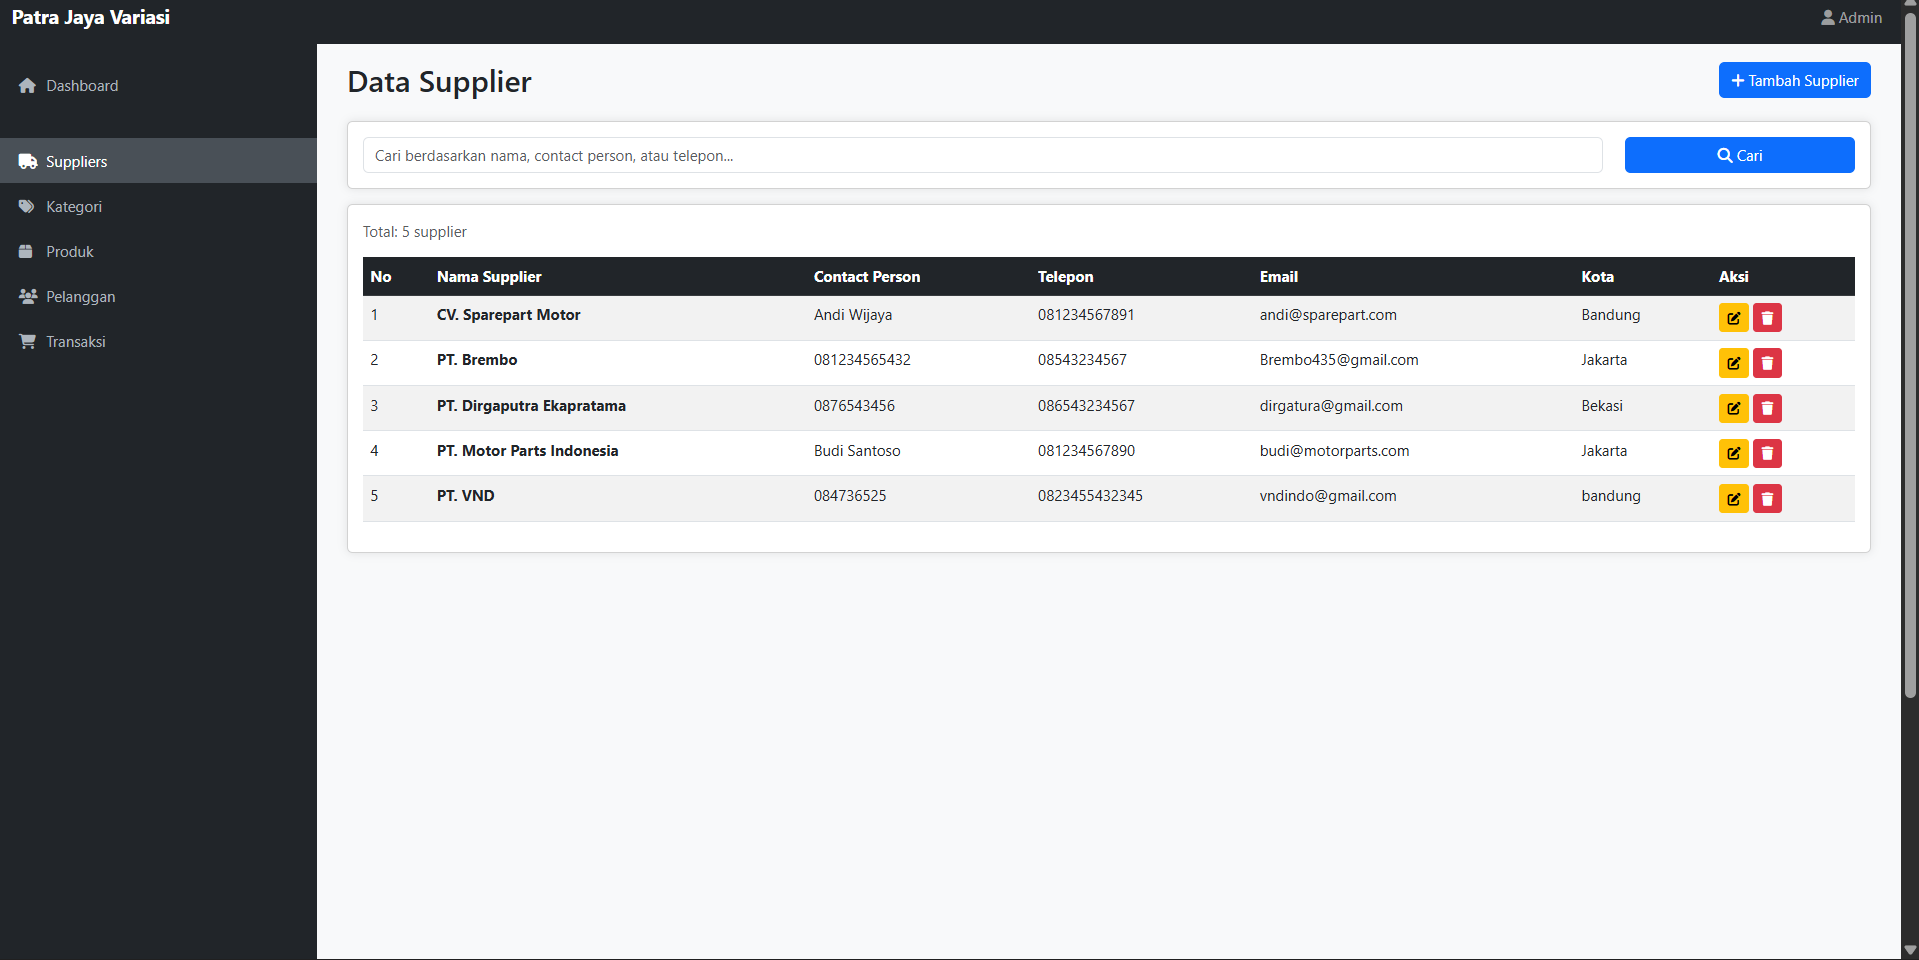 Patra Jaya Variasi
Admin
Dashboard
Suppliers
Kategori
Produk
Pelanggan
Transaksi
Data Supplier
Tambah Supplier
Cari berdasarkan nama, contact person, atau telepon...
Cari
Total: 5 supplier
No Nama Supplier Contact Person Telepon Email Kota Aksi
1 CV. Sparepart Motor Andi Wijaya 081234567891 andi@sparepart.com Bandung
2 PT. Brembo 081234565432 08543234567 Brembo435@gmail.com Jakarta
3 PT. Dirgaputra Ekapratama 0876543456 086543234567 dirgatura@gmail.com Bekasi
4 PT. Motor Parts Indonesia Budi Santoso 081234567890 budi@motorparts.com Jakarta
5 PT. VND 084736525 0823455432345 vndindo@gmail.com bandung